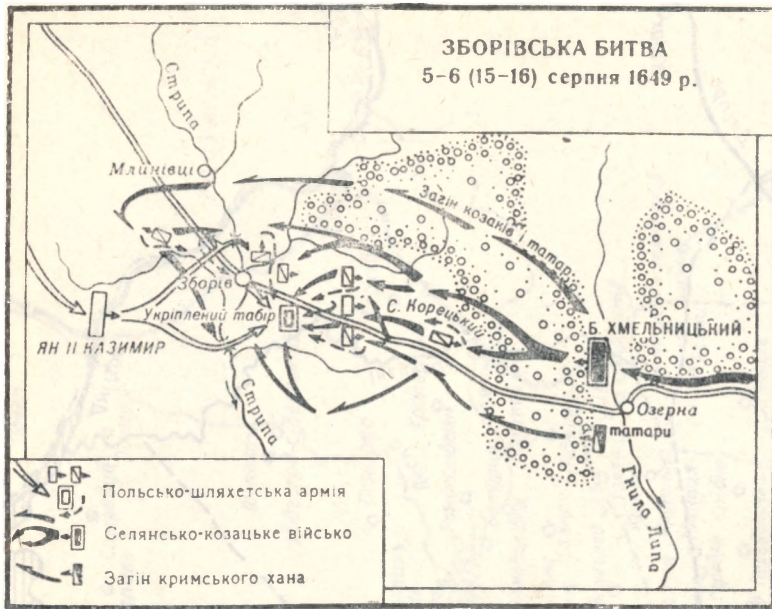 ЗБОРІВСЬКА БИТВА
5-6 (15-16) серпня 1649 р.
Стрипа
Млинівці
Загін козаків і татар
Зборів
Укріплений табір
С. Корецький
Б. ХМЕЛЬНИЦЬКИЙ
ЯН ІІ КАЗИМИР
Озерна
татари
Стрипа
Гнила Липа
Польсько-шляхетська армія
Селянсько-козацьке військо
Загін кримського хана